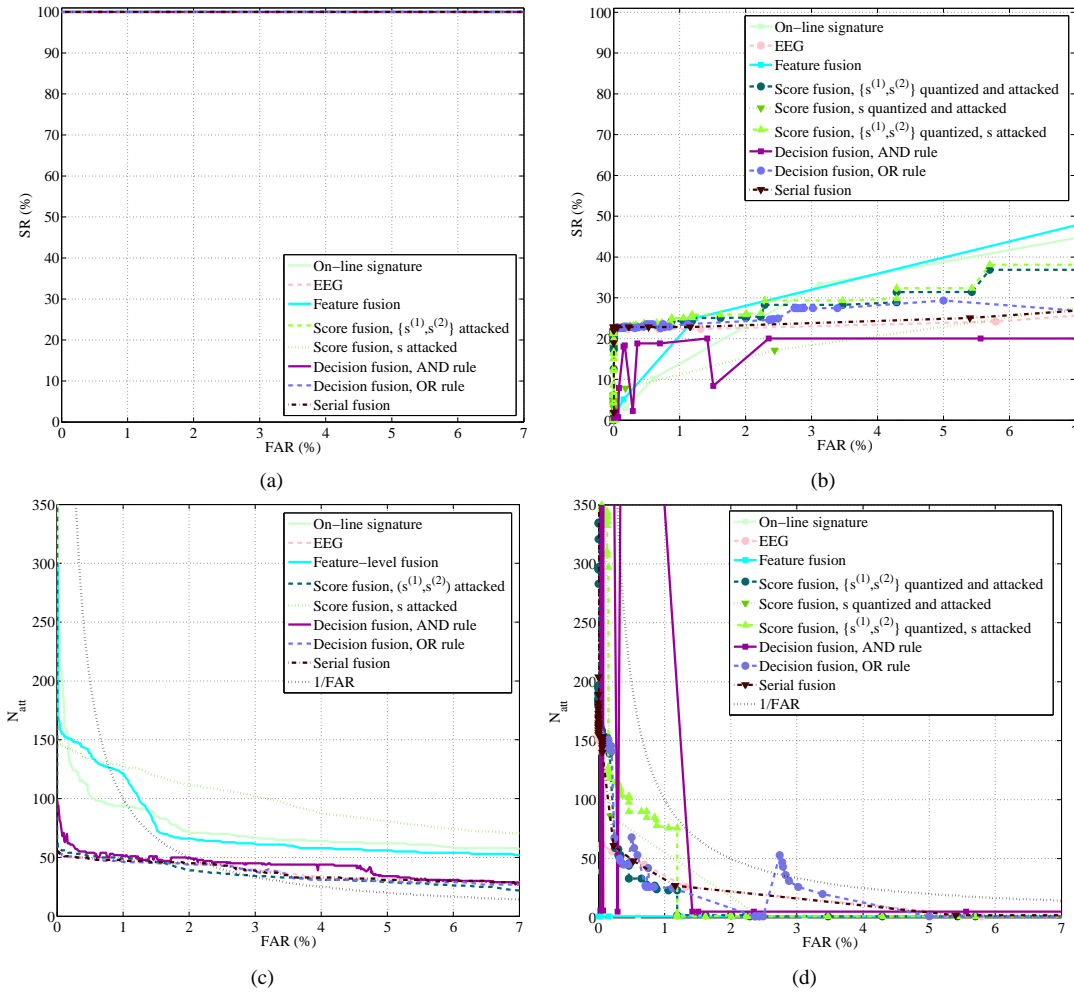 100
90
80
70
60
50
40
30
20
10
0
SR (%)
0 1 2 3 4 5 6 7
FAR (%)
On−line signature
EEG
Feature fusion
Score fusion, {s(1),s(2)} attacked
Score fusion, s attacked
Decision fusion, AND rule
Decision fusion, OR rule
Serial fusion
(a)
100
90
80
70
60
50
40
30
20
10
0
SR (%)
0 1 2 3 4 5 6
FAR (%)
On−line signature
EEG
Feature fusion
Score fusion, {s(1),s(2)} quantized and attacked
Score fusion, s quantized and attacked
Score fusion, {s(1),s(2)} quantized, s attacked
Decision fusion, AND rule
Decision fusion, OR rule
Serial fusion
(b)
350
300
250
200
150
100
50
0
Natt
0 1 2 3 4 5 6 7
FAR (%)
On−line signature
EEG
Feature−level fusion
Score fusion, (s(1),s(2)) attacked
Score fusion, s attacked
Decision fusion, AND rule
Decision fusion, OR rule
Serial fusion
1/FAR
(c)
350
300
250
200
150
100
50
0
Natt
0 1 2 3 4 5 6 7
FAR (%)
On−line signature
EEG
Feature fusion
Score fusion, {s(1),s(2)} quantized and attacked
Score fusion, s quantized and attacked
Score fusion, {s(1),s(2)} quantized, s attacked
Decision fusion, AND rule
Decision fusion, OR rule
Serial fusion
1/FAR
(d)